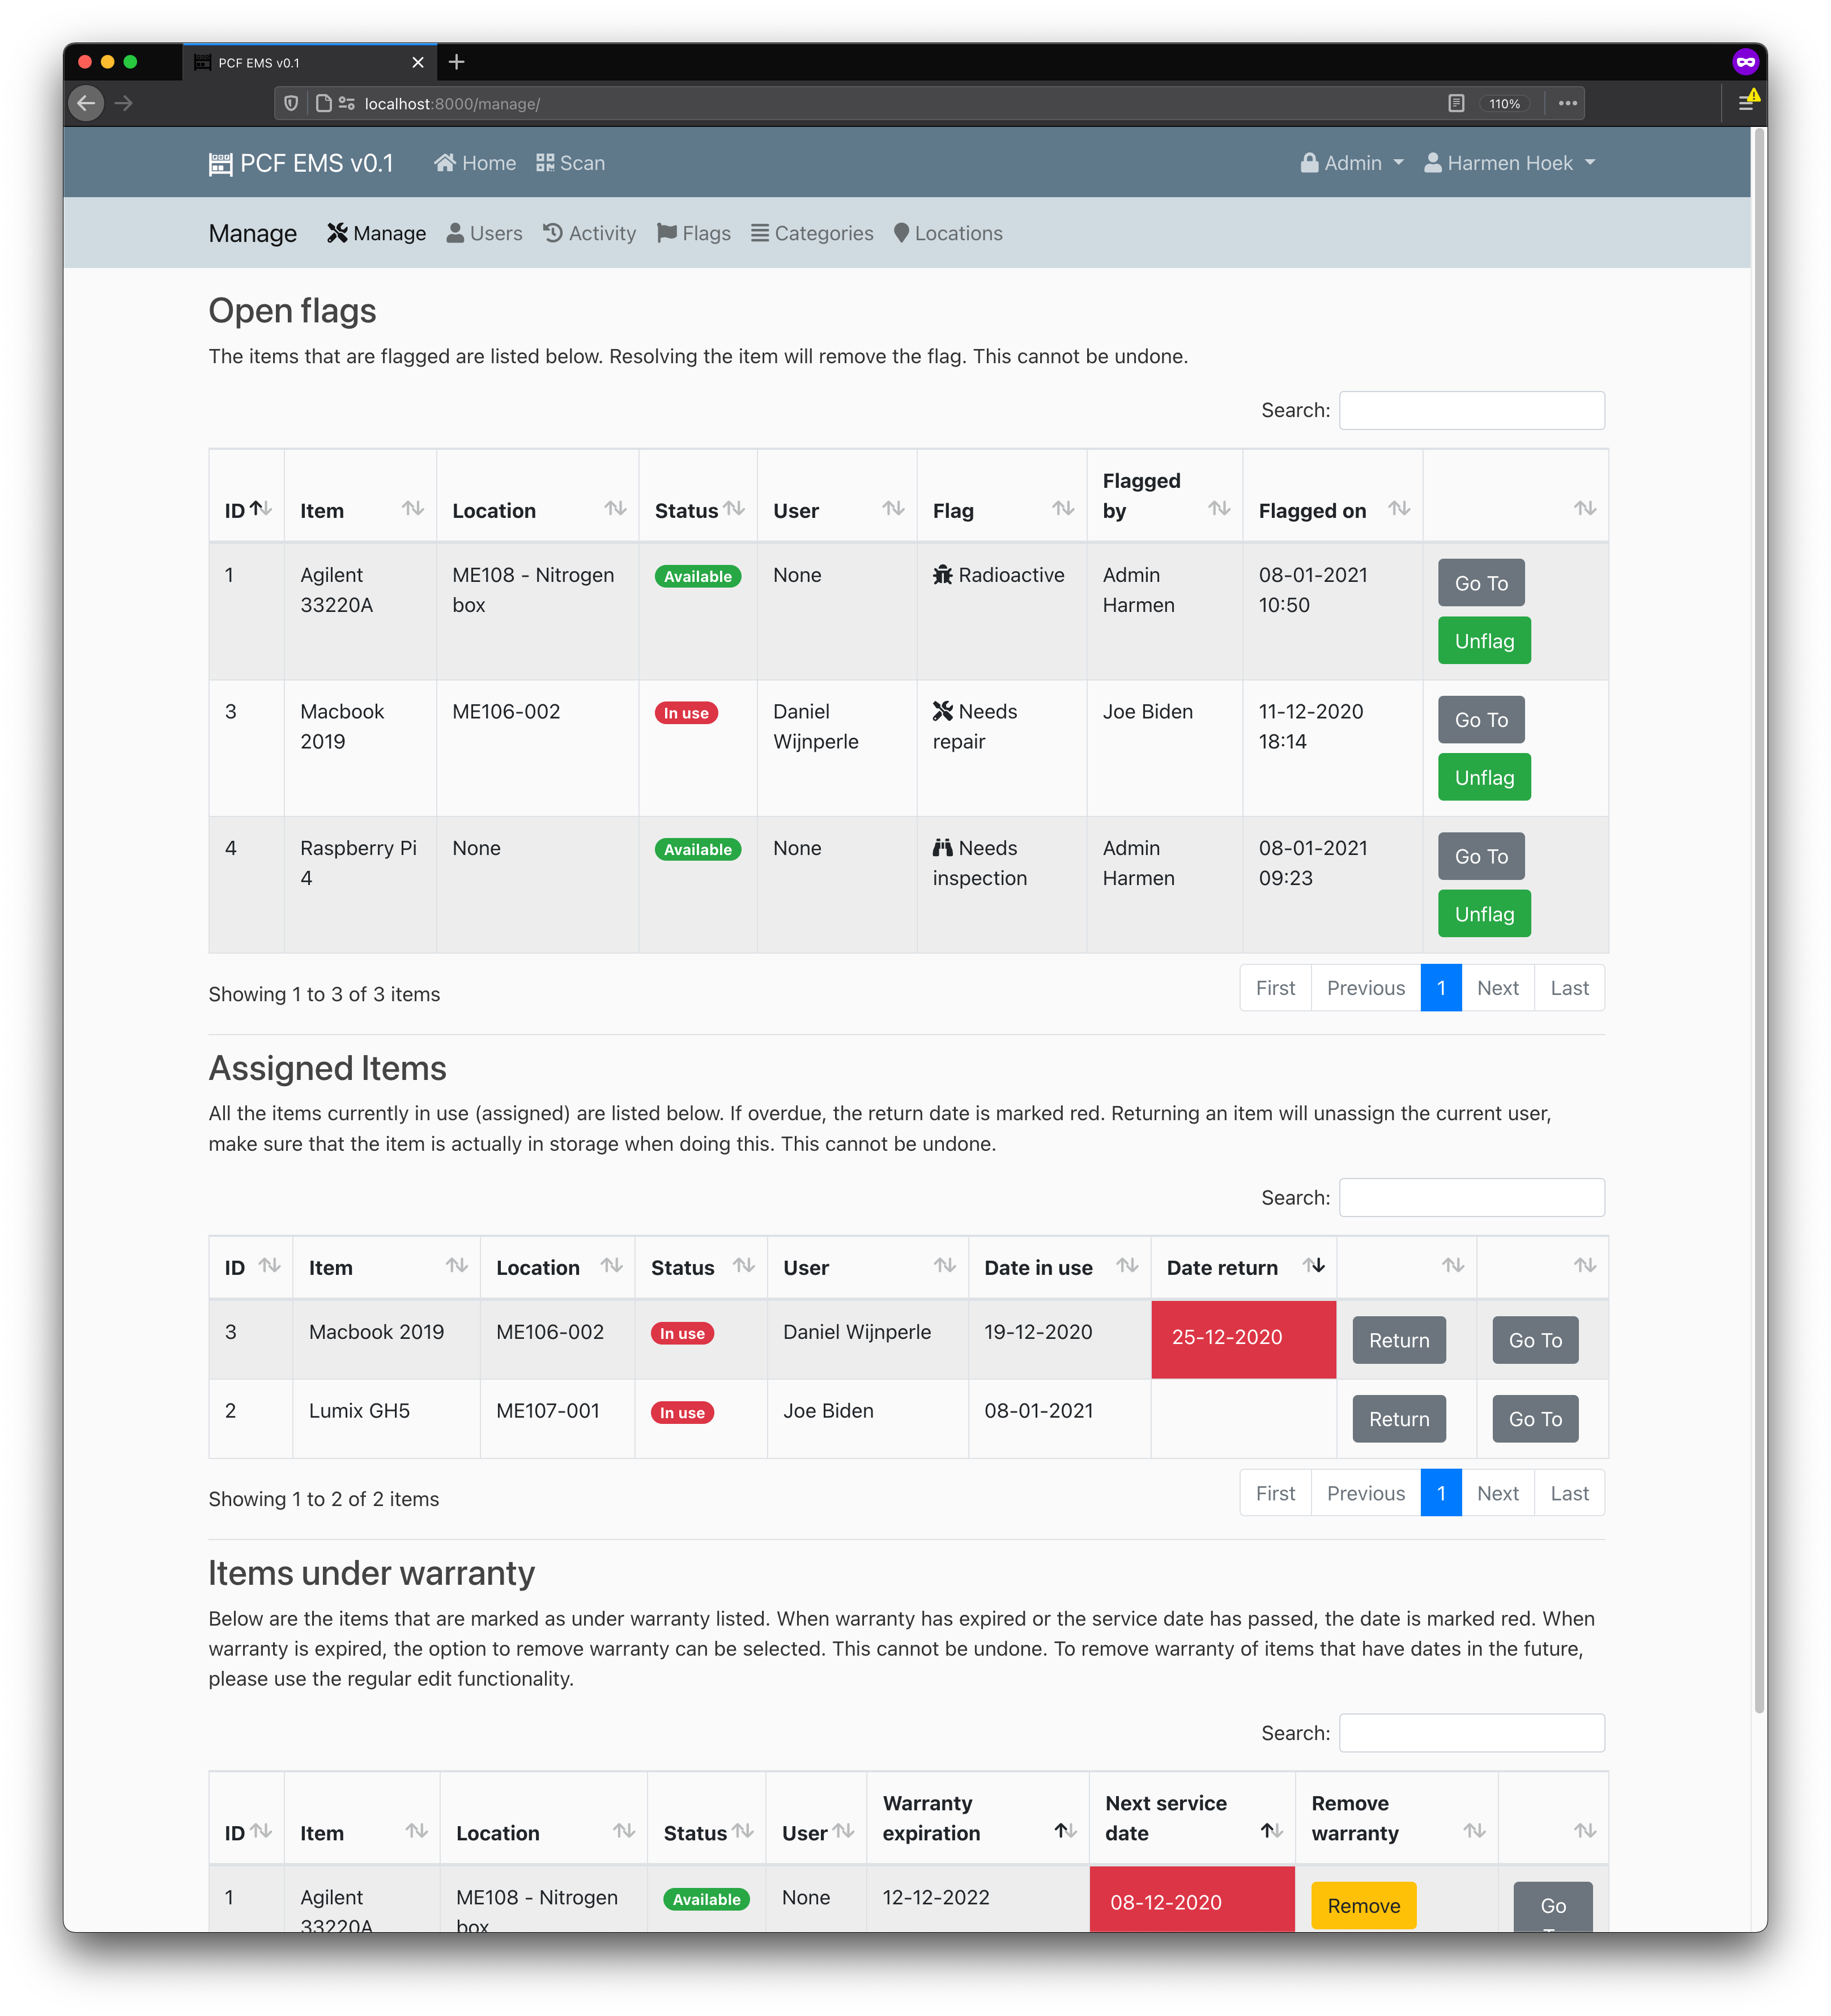 PCF EMS v0.1
localhost:8000/manage/
110%
PCF EMS v0.1 Home Scan Admin Harmen Hoek
Manage Manage Users Activity Flags Categories Locations
Open flags
The items that are flagged are listed below. Resolving the item will remove the flag. This cannot be undone.
Search:
ID Item Location Status User Flag Flagged by Flagged on
1 Agilent 33220A ME108 - Nitrogen box Available None Radioactive Admin Harmen 08-01-2021 10:50 Go To Unflag
3 Macbook 2019 ME106-002 In use Daniel Wijnperle Needs repair Joe Biden 11-12-2020 18:14 Go To Unflag
4 Raspberry Pi 4 None Available None Needs inspection Admin Harmen 08-01-2021 09:23 Go To Unflag
Showing 1 to 3 of 3 items
First Previous 1 Next Last
Assigned Items
All the items currently in use (assigned) are listed below. If overdue, the return date is marked red. Returning an item will unassign the current user,
make sure that the item is actually in storage when doing this. This cannot be undone.
Search:
ID Item Location Status User Date in use Date return
3 Macbook 2019 ME106-002 In use Daniel Wijnperle 19-12-2020 25-12-2020 Return Go To
2 Lumix GH5 ME107-001 In use Joe Biden 08-01-2021 Return Go To
Showing 1 to 2 of 2 items
First Previous 1 Next Last
Items under warranty
Below are the items that are marked as under warranty listed. When warranty has expired or the service date has passed, the date is marked red. When
warranty is expired, the option to remove warranty can be selected. This cannot be undone. To remove warranty of items that have dates in the future,
please use the regular edit functionality.
Search:
ID Item Location Status User Warranty expiration Next service date Remove warranty
1 Agilent 33220A ME108 - Nitrogen box Available None 12-12-2022 08-12-2020 Remove Go